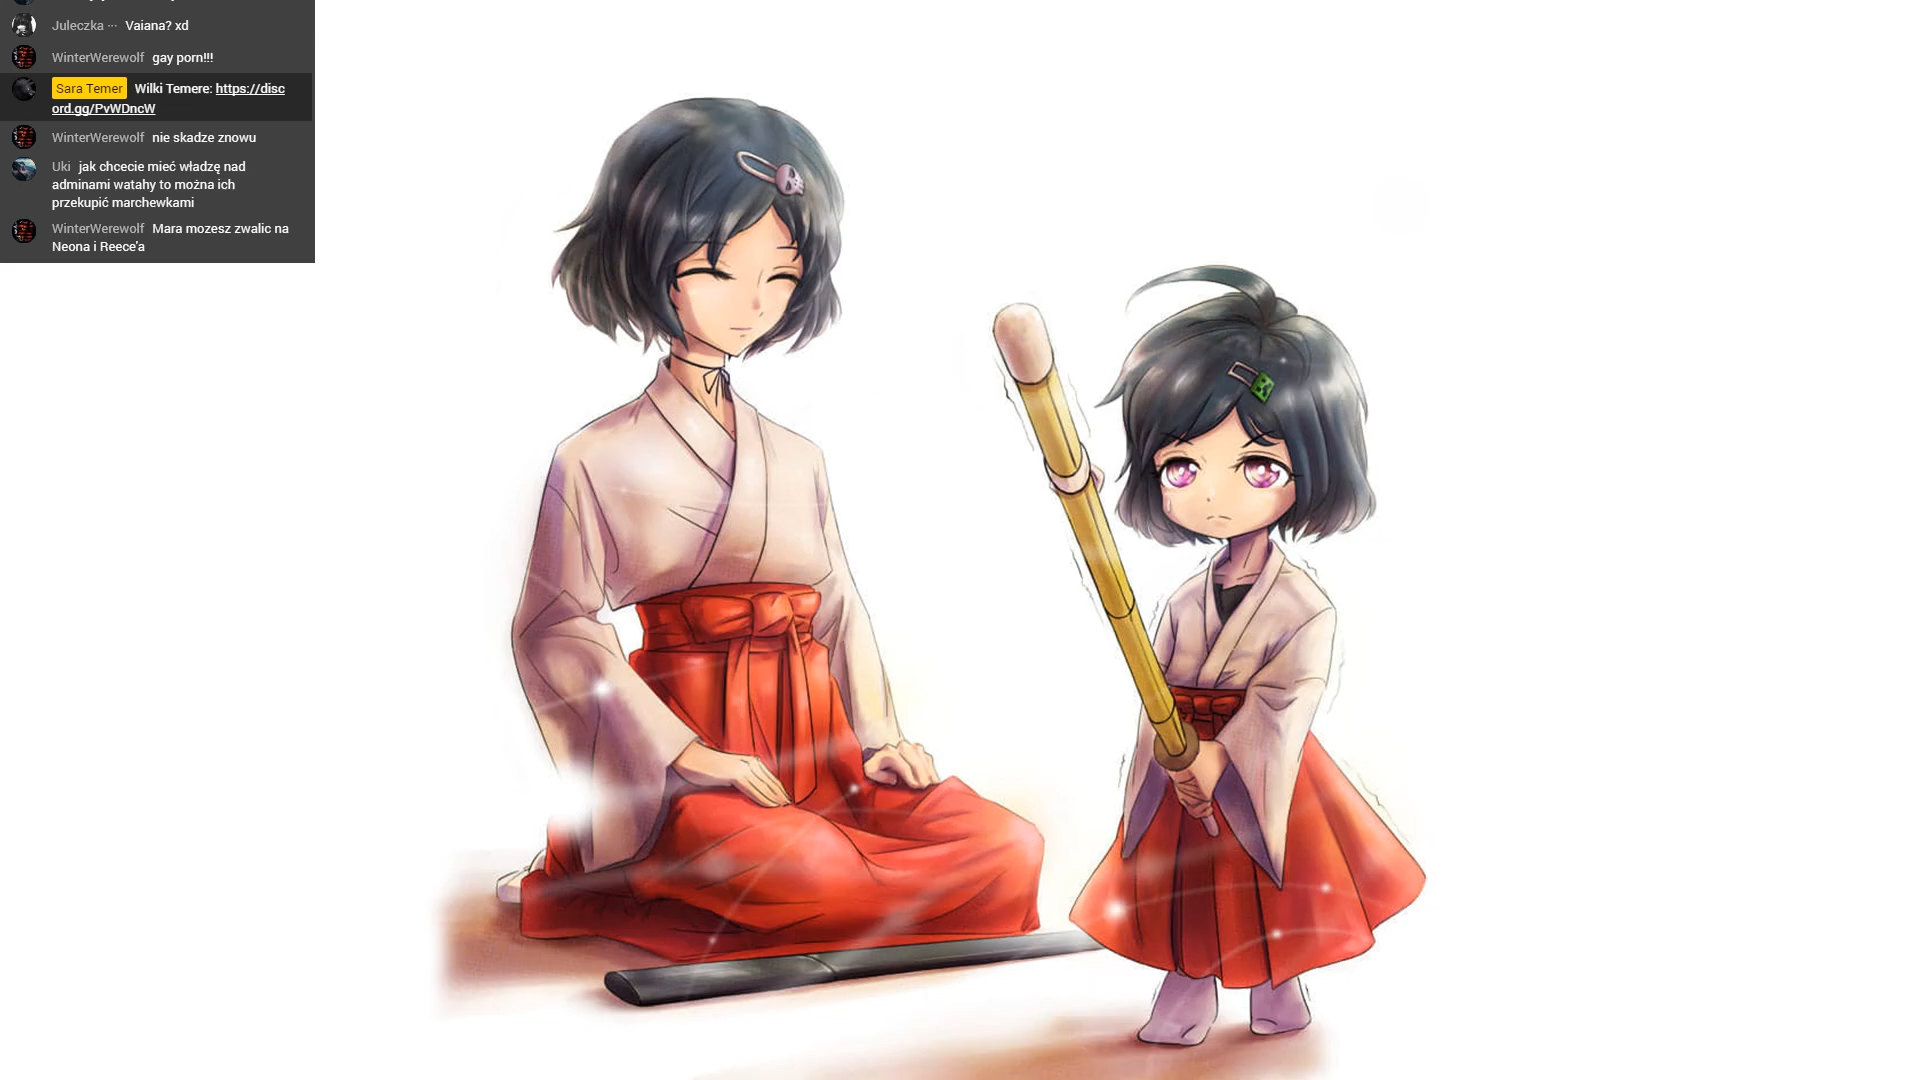 Juleczka ··· Vaiana? xd
WinterWerewolf gay porn!!!
Sara Temer Wilki Temere: https://disc
ord.gg/PvWDncW
WinterWerewolf nie skadze znowu
Uki jak chcecie mieć władzę nad
adminami watahy to można ich
przekupić marchewkami
WinterWerewolf Mara mozesz zwalic na
Neona i Reece'a